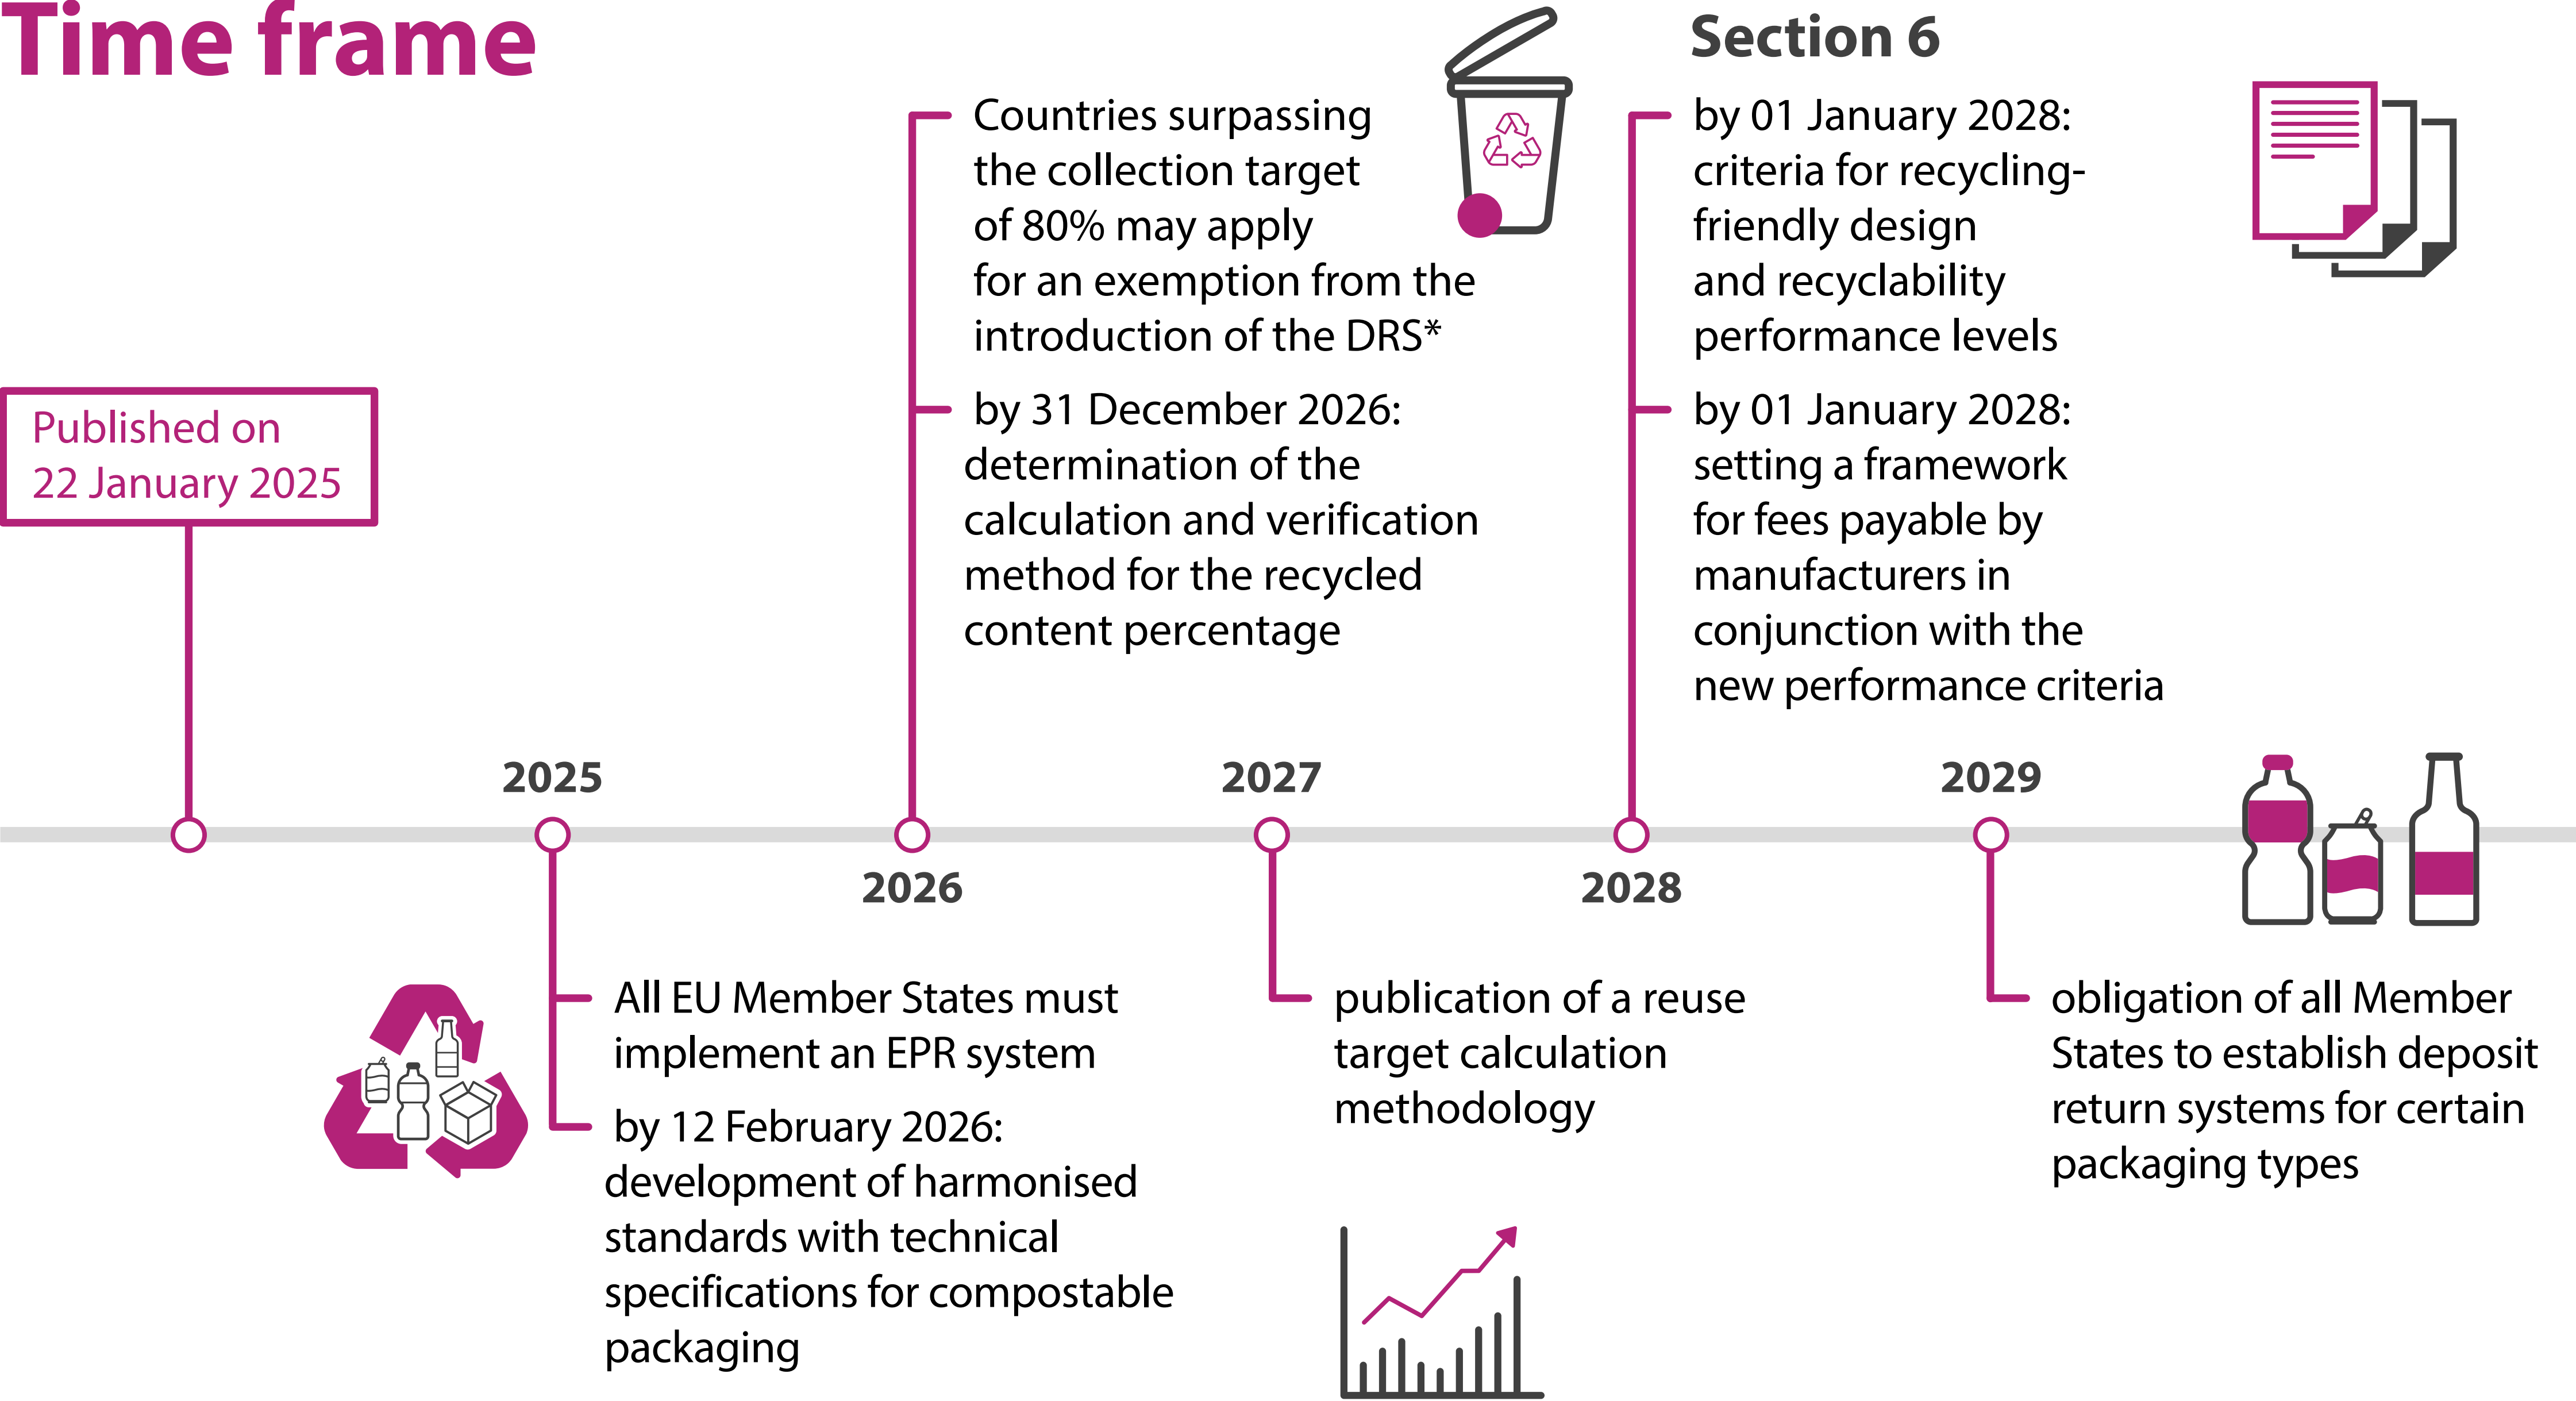 Time frame
Published on
22 January 2025
2025
All EU Member States must
implement an EPR system
by 12 February 2026:
development of harmonised
standards with technical
specifications for compostable
packaging
Countries surpassing
the collection target
of 80% may apply
for an exemption from the
introduction of the DRS*
by 31 December 2026:
determination of the
calculation and verification
method for the recycled
content percentage
2026
2027
publication of a reuse
target calculation
methodology
Section 6
by 01 January 2028:
criteria for recycling-
friendly design
and recyclability
performance levels
by 01 January 2028:
setting a framework
for fees payable by
manufacturers in
conjunction with the
new performance criteria
2028
2029
obligation of all Member
States to establish deposit
return systems for certain
packaging types